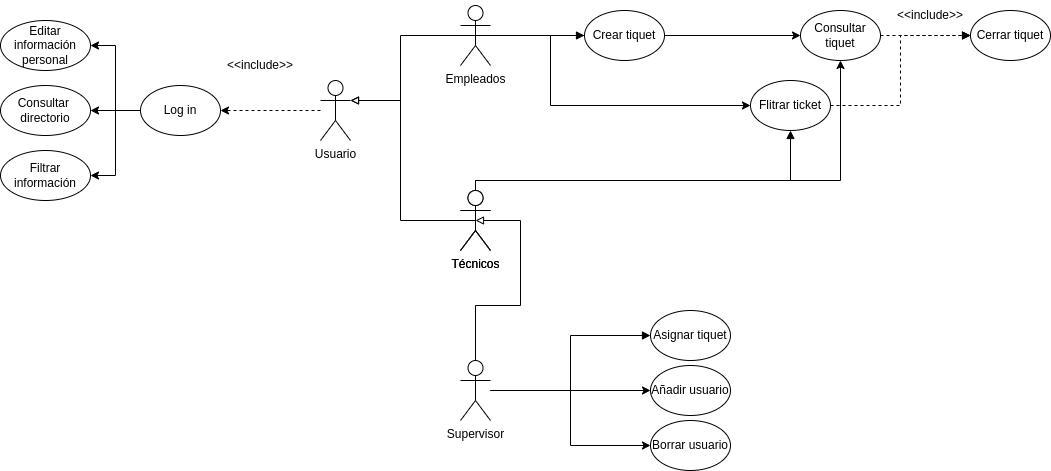 Editar
información
personal
Consultar
directorio
Filtrar
información
Log in
<<include>>
Usuario
Empleados
Crear tiquet
Consultar
tiquet
<<include>>
Cerrar tiquet
Flitrar ticket
Técnicos
Supervisor
Asignar tiquet
Añadir usuario
Borrar usuario